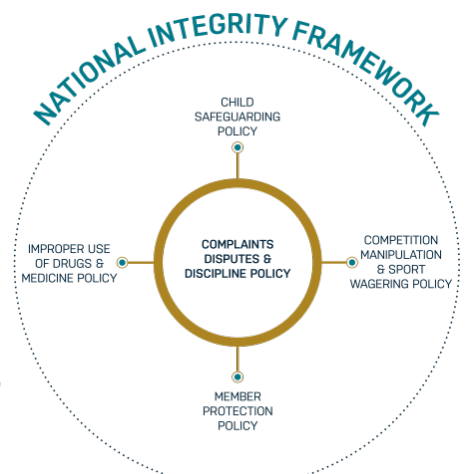 NATIONAL INTEGRITY FRAMEWORK
CHILD
SAFEGUARDING
POLICY
IMPROPER USE
OF DRUGS &
MEDICINE POLICY
COMPLAINTS
DISPUTES &
DISCIPLINE POLICY
COMPETITION
MANIPULATION
& SPORT
WAGERING POLICY
MEMBER
PROTECTION
POLICY